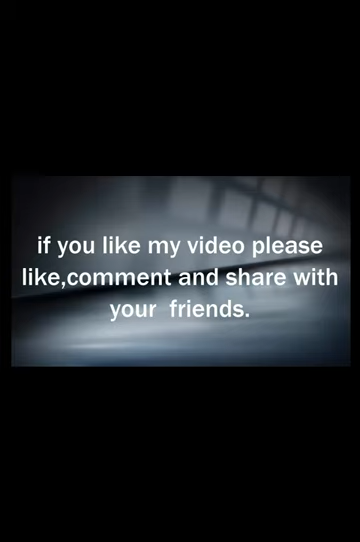 if you like my video please
like,comment and share with
your  friends.